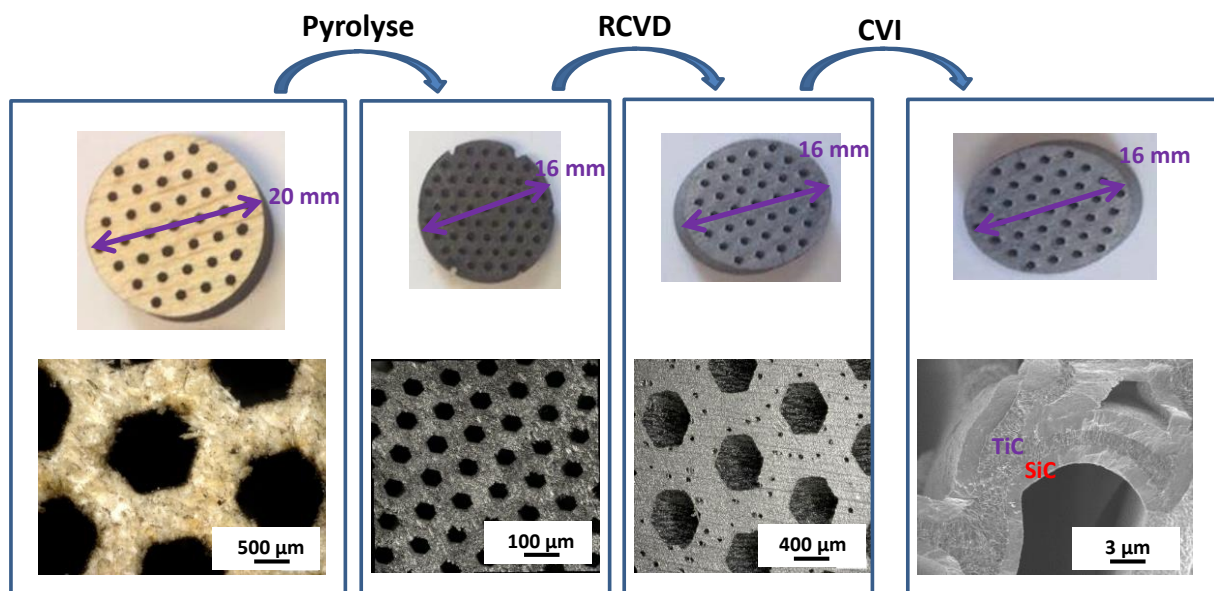 Pyrolyse
RCVD
CVI
20 mm
16 mm
16 mm
16 mm
500 µm
100 µm
400 µm
TiC
SiC
3 µm